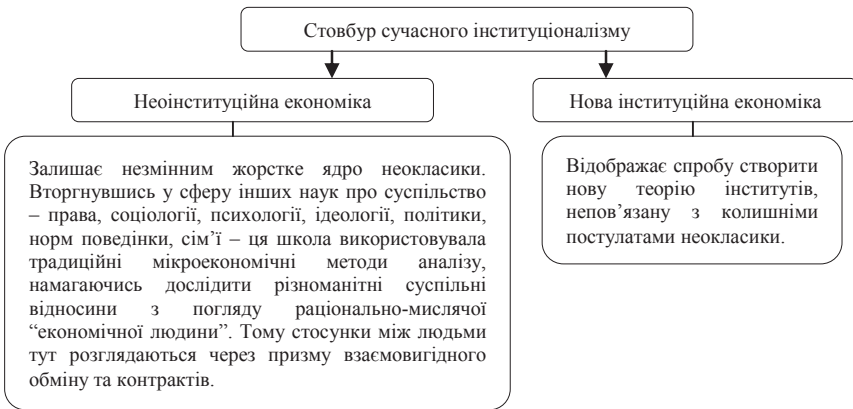 Стовбур сучасного інституціоналізму
Неоінституційна економіка
Нова інституційна економіка
Залишає незмінним жорстке ядро неокласики.
Вторгнувшись у сферу інших наук про суспільство
– права, соціології, психології, ідеології, політики,
норм поведінки, сім’ї – ця школа використовувала
традиційні мікроекономічні методи аналізу,
намагаючись дослідити різноманітні суспільні
відносини з погляду раціонально-мислячої
“економічної людини”. Тому стосунки між людьми
тут розглядаються через призму взаємовигідного
обміну та контрактів.
Відображає спробу створити
нову теорію інститутів,
непов’язану з колишніми
постулатами неокласики.